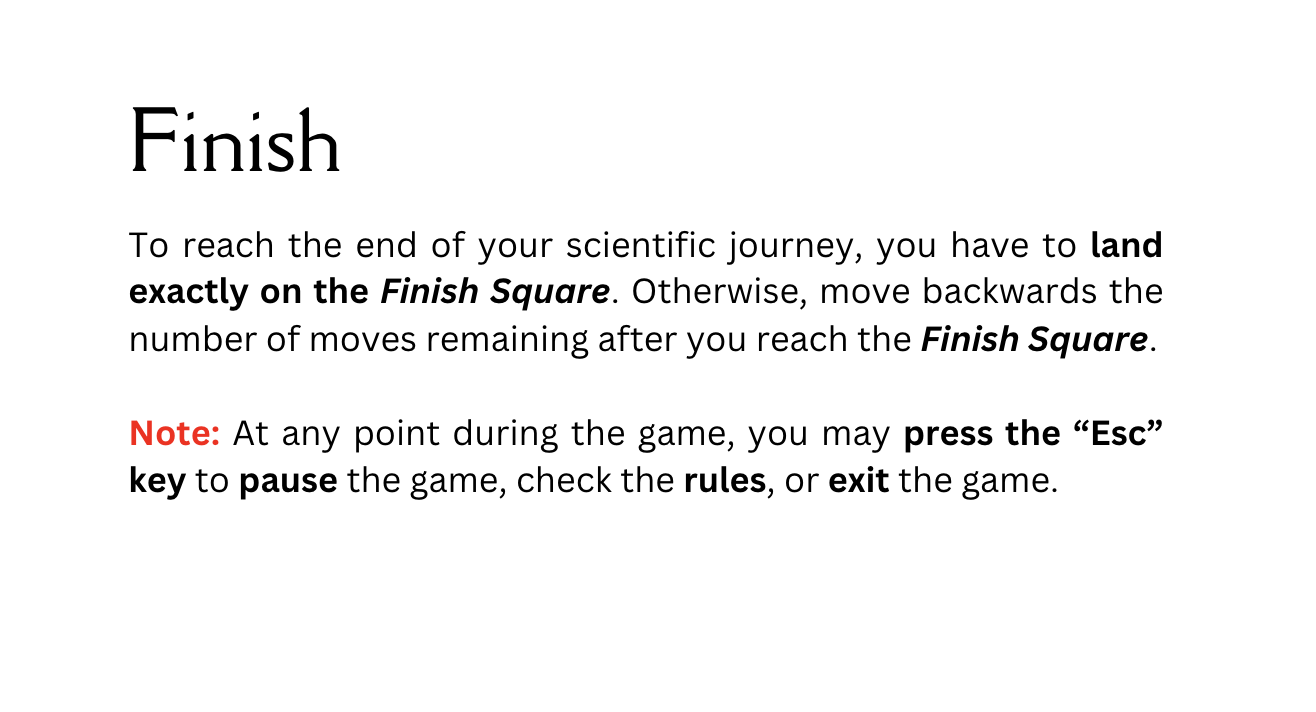 Finish
To reach the end of your scientific journey, you have to land
exactly on the Finish Square. Otherwise, move backwards the
number of moves remaining after you reach the Finish Square.
Note: At any point during the game, you may press the “Esc”
key to pause the game, check the rules, or exit the game.